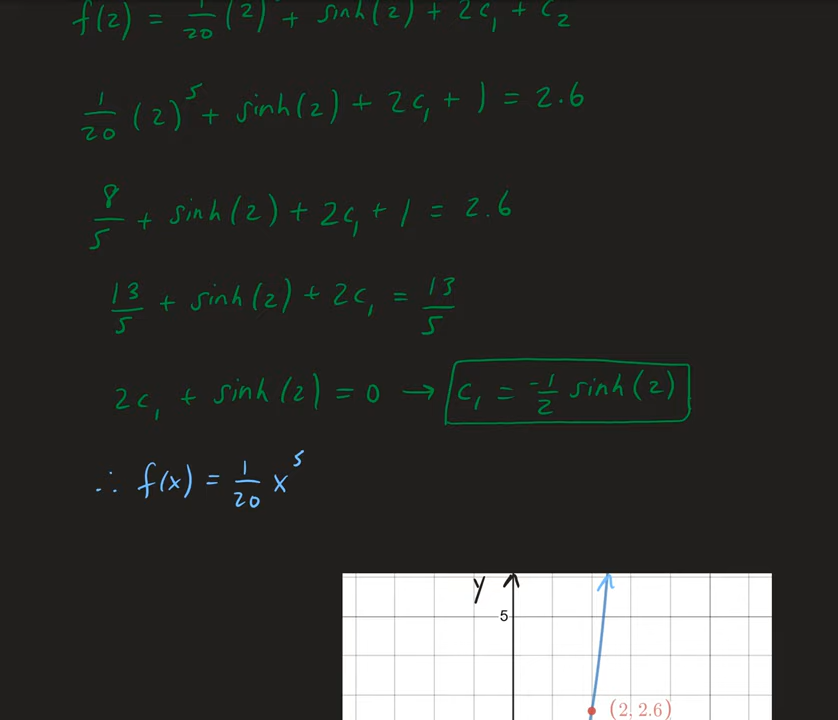 f(2) = 1/20 (2)⁵ + sinh(2) + 2c₁ + c₂
1/20 (2)⁵ + sinh(2) + 2c₁ + 1 = 2.6
8/5 + sinh(2) + 2c₁ + 1 = 2.6
13/5 + sinh(2) + 2c₁ = 13/5
2c₁ + sinh(2) = 0 → c₁ = -1/2 sinh(2)
∴ f(x) = 1/20 x⁵
y
5
(2, 2.6)